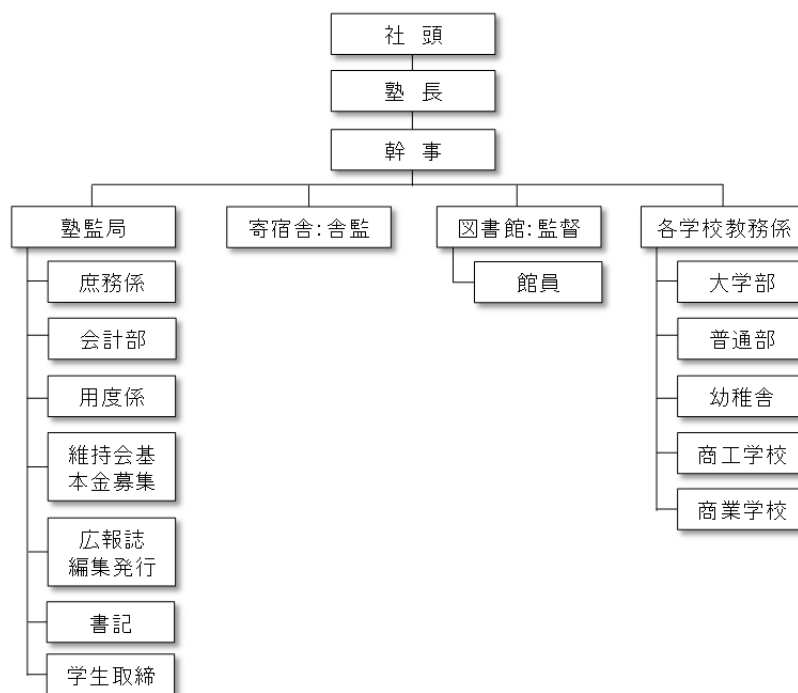 社 頭
塾 長
幹 事
塾監局
寄宿舎:舎監
図書館:監督
各学校教務係
庶務係
会計部
用度係
維持会基
本金募集
広報誌
編集発行
書記
学生取締
館員
大学部
普通部
幼稚舎
商工学校
商業学校